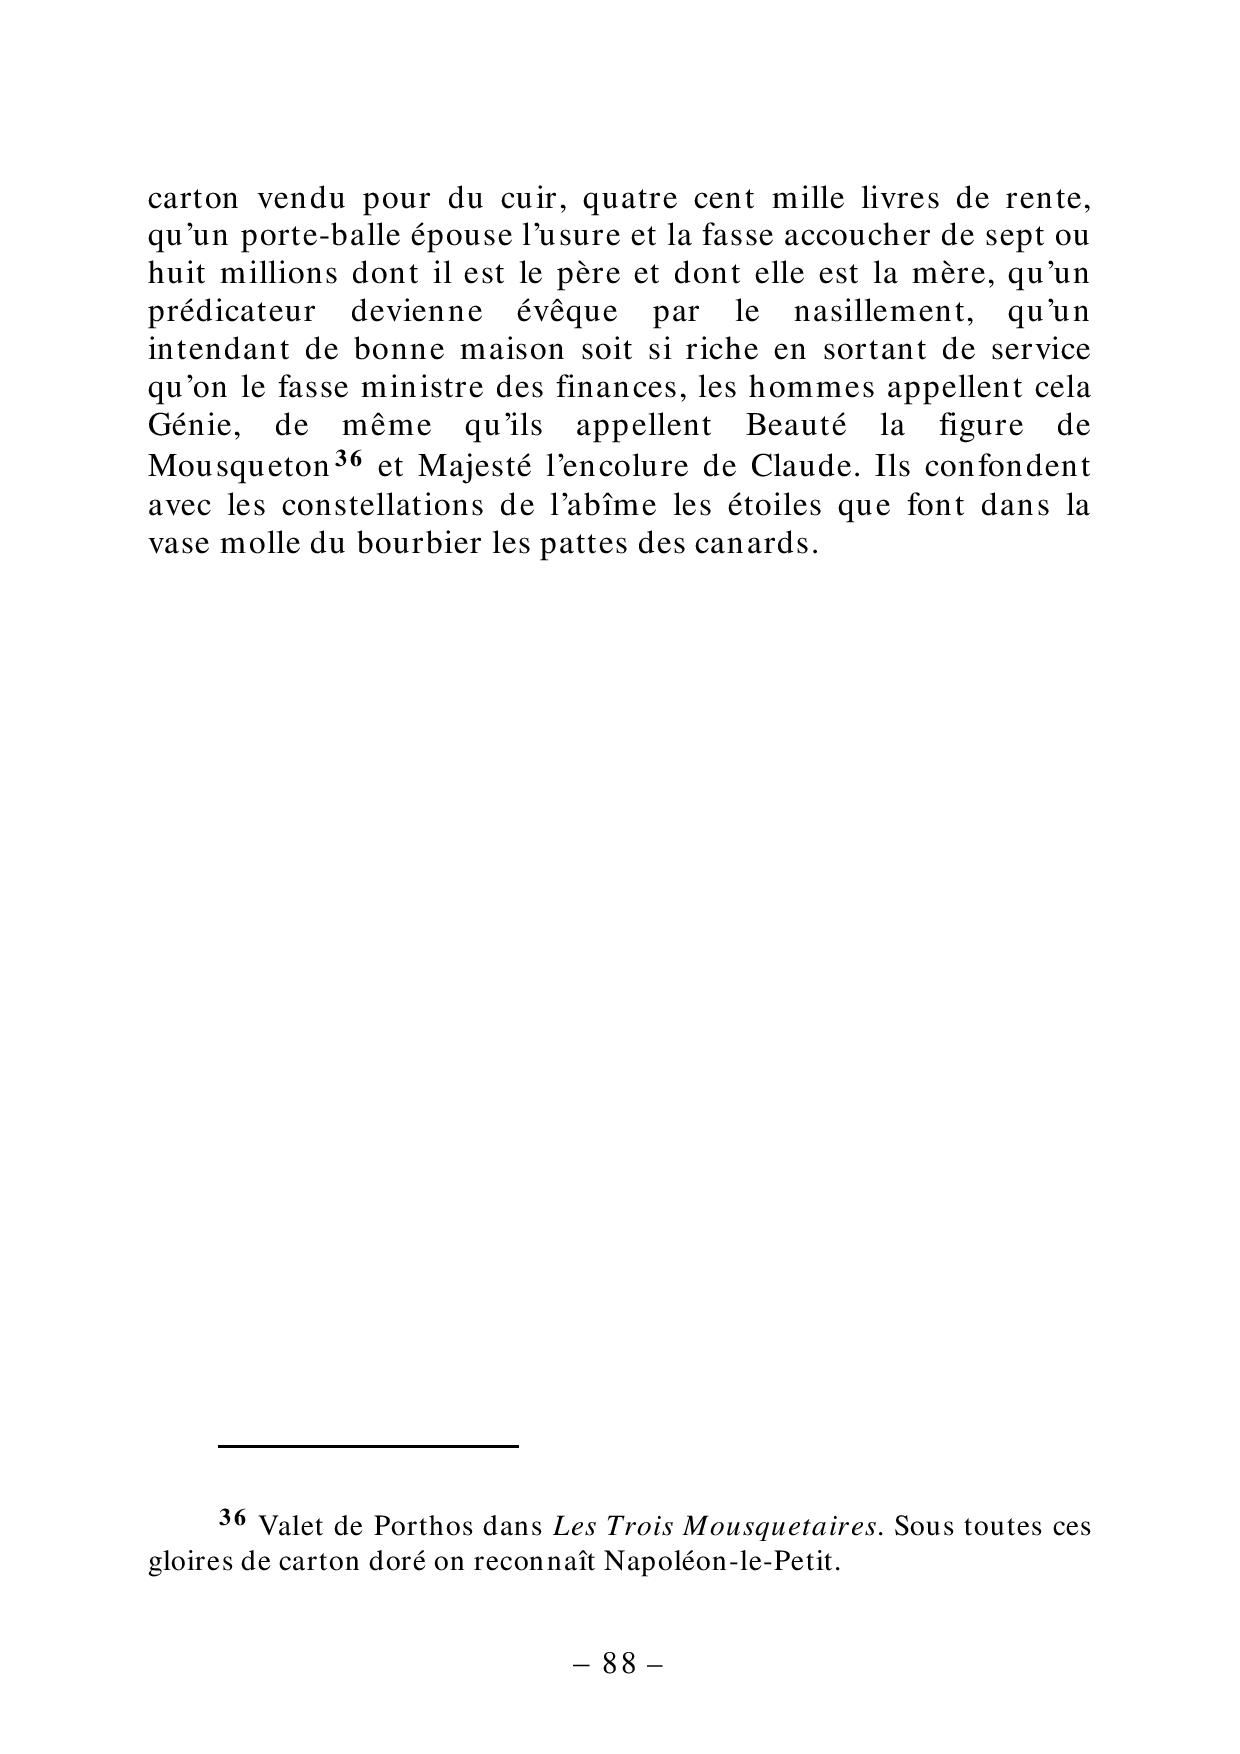 carton vendu pour du cuir, quatre cent mille livres de rente,
qu’un porte-balle épouse l’usure et la fasse accoucher de sept ou
huit millions dont il est le père et dont elle est la mère, qu’un
prédicateur devienne évêque par le nasillement, qu’un
intendant de bonne maison soit si riche en sortant de service
qu’on le fasse ministre des finances, les hommes appellent cela
Génie, de même qu’ils appellent Beauté la figure de
Mousqueton36 et Majesté l’encolure de Claude. Ils confondent
avec les constellations de l’abîme les étoiles que font dans la
vase molle du bourbier les pattes des canards.
36 Valet de Porthos dans Les Trois Mousquetaires. Sous toutes ces
gloires de carton doré on reconnaît Napoléon-le-Petit.
– 88 –